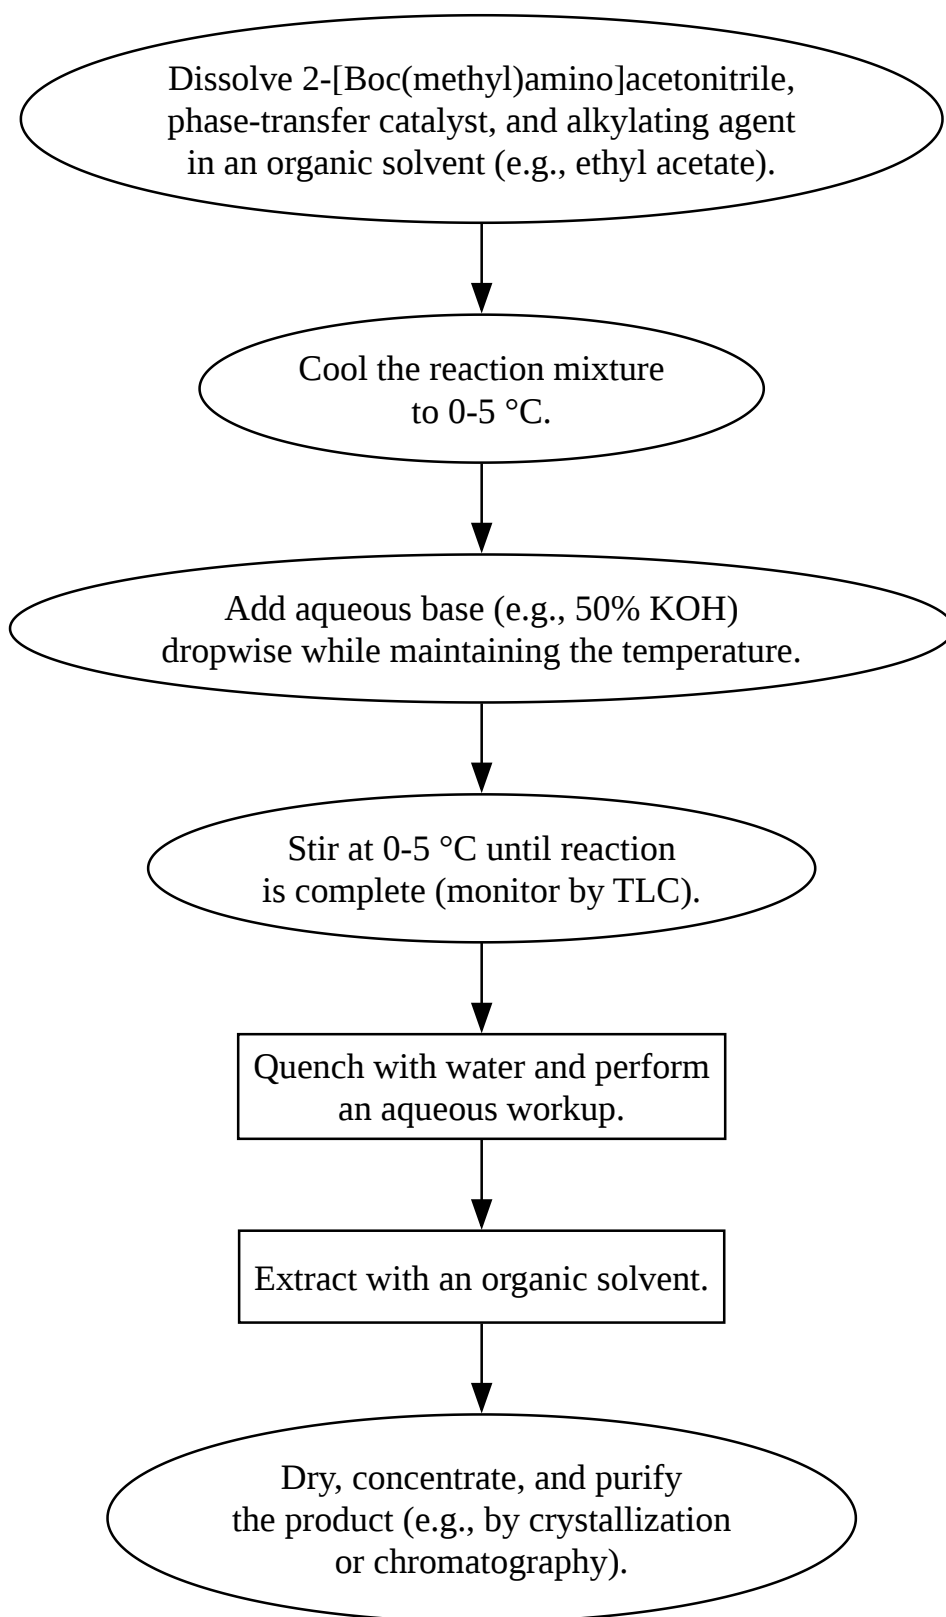 Dissolve 2-[Boc(methyl)amino]acetonitrile,
phase-transfer catalyst, and alkylating agent
in an organic solvent (e.g., ethyl acetate).
Cool the reaction mixture
to 0-5 °C.
Add aqueous base (e.g., 50% KOH)
dropwise while maintaining the temperature.
Stir at 0-5 °C until reaction
is complete (monitor by TLC).
Quench with water and perform
an aqueous workup.
Extract with an organic solvent.
Dry, concentrate, and purify
the product (e.g., by crystallization
or chromatography).